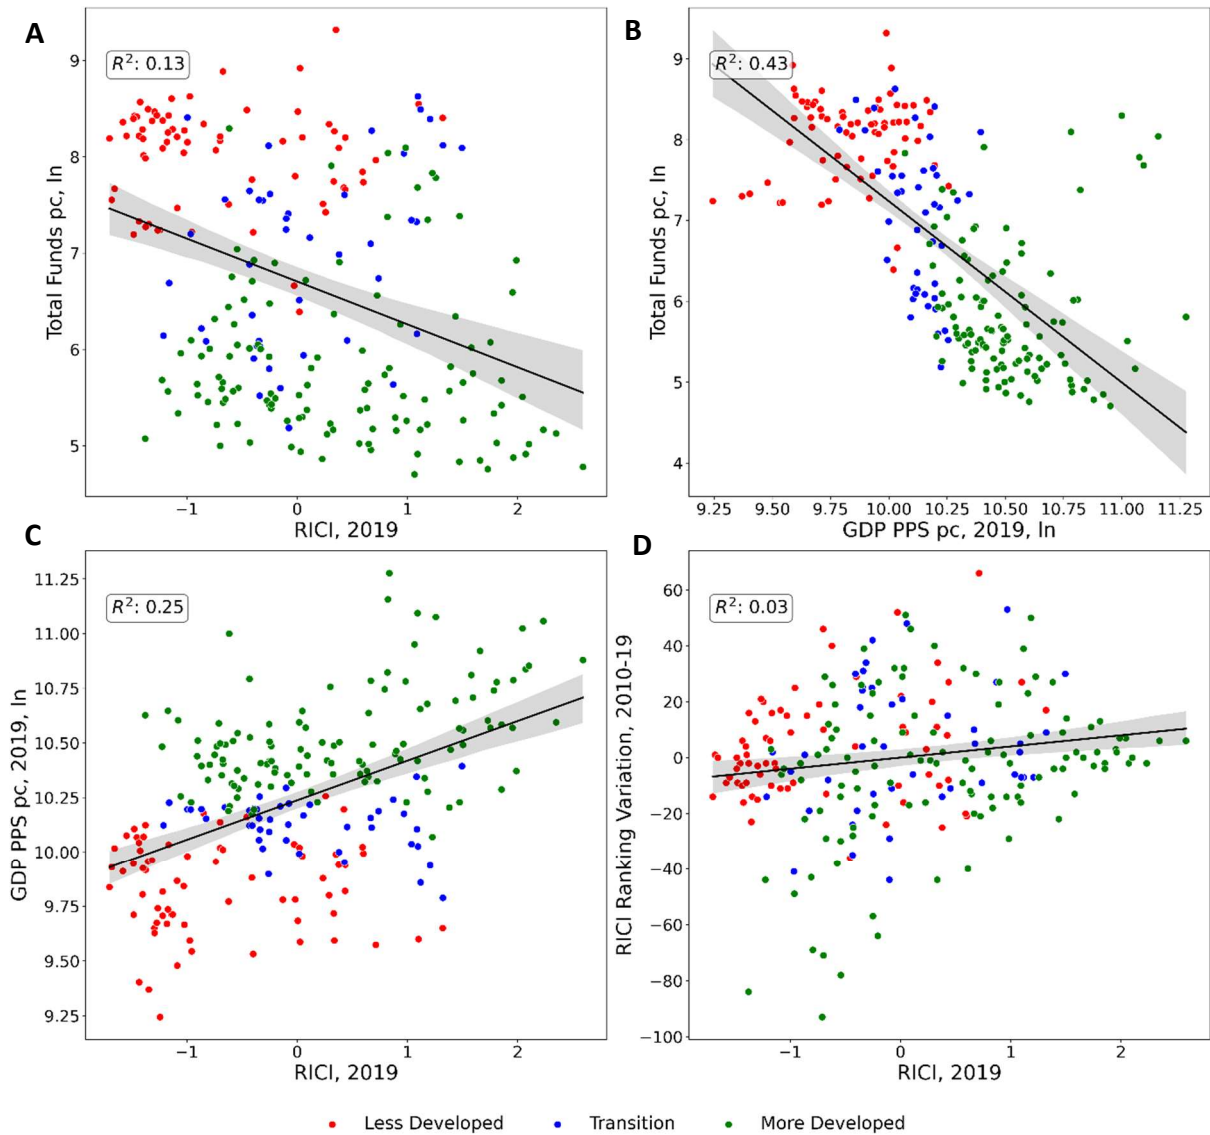 A
R²: 0.13
9
8
7
6
5
Total Funds pc, ln
−1
0
1
2
RICI, 2019
B
R²: 0.43
9
8
7
6
5
4
Total Funds pc, ln
9.25
9.50
9.75
10.00
10.25
10.50
10.75
11.00
11.25
GDP PPS pc, 2019, ln
C
R²: 0.25
11.25
11.00
10.75
10.50
10.25
10.00
9.75
9.50
9.25
GDP PPS pc, 2019, ln
−1
0
1
2
RICI, 2019
D
R²: 0.03
60
40
20
0
−20
−40
−60
−80
−100
RICI Ranking Variation, 2010-19
−1
0
1
2
RICI, 2019
Less Developed
Transition
More Developed